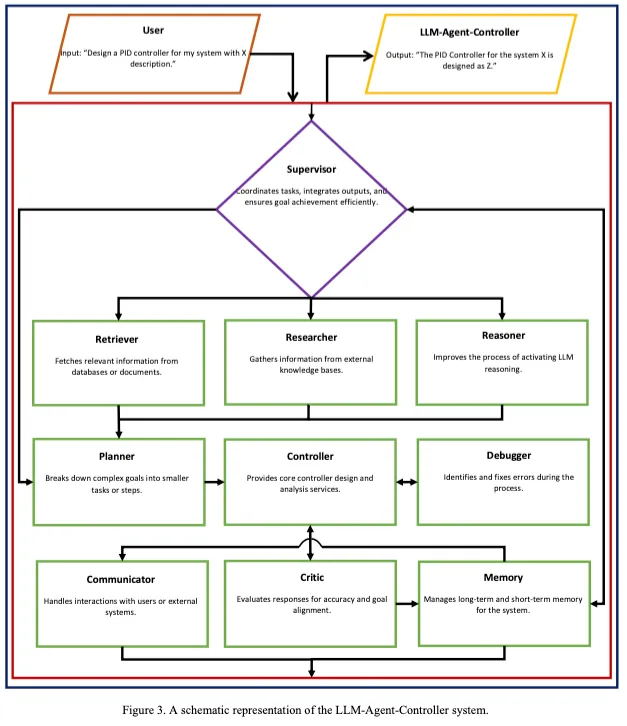 User
Input: “Design a PID controller for my system with X
description.”
LLM-Agent-Controller
Output: “The PID Controller for the system X is
designed as Z.”
Supervisor
Coordinates tasks, integrates outputs, and
ensures goal achievement efficiently.
Retriever
Fetches relevant information from
databases or documents.
Researcher
Gathers information from external
knowledge bases.
Reasoner
Improves the process of activating LLM
reasoning.
Planner
Breaks down complex goals into smaller
tasks or steps.
Controller
Provides core controller design and
analysis services.
Debugger
Identifies and fixes errors during the
process.
Communicator
Handles interactions with users or external
systems.
Critic
Evaluates responses for accuracy and goal
alignment.
Memory
Manages long-term and short-term memory
for the system.
Figure 3. A schematic representation of the LLM-Agent-Controller system.